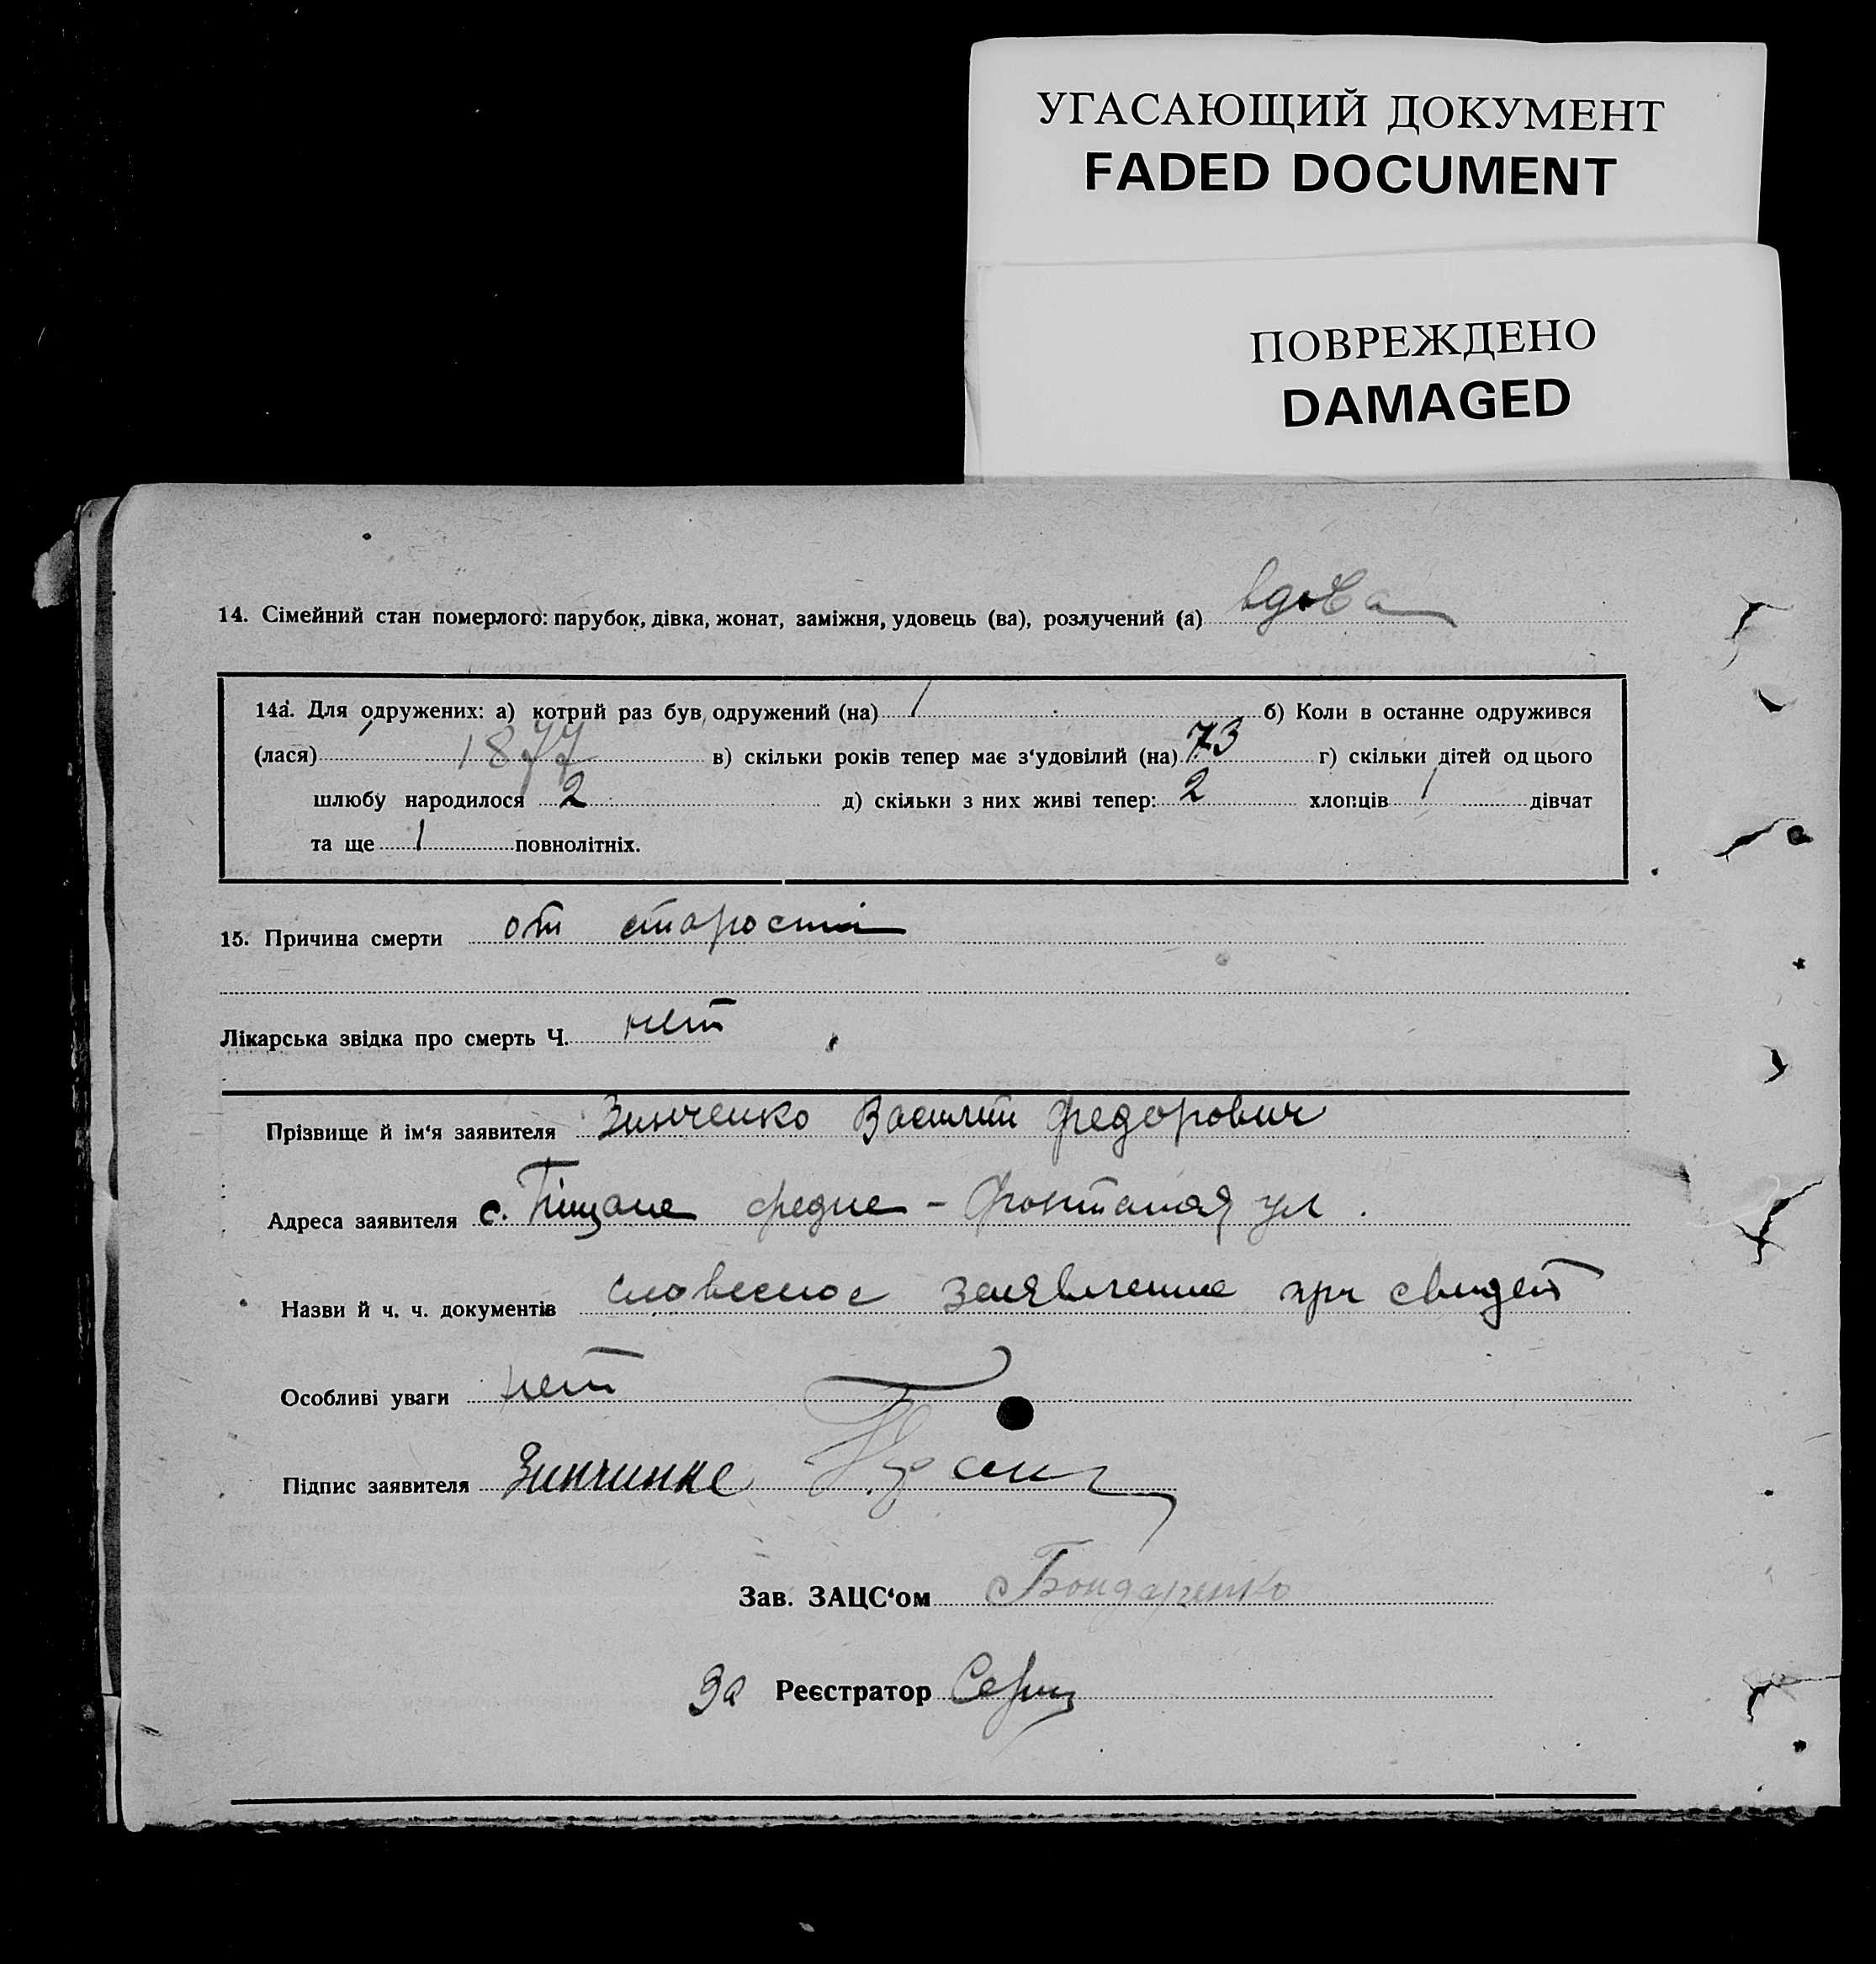 УГАСАЮЩИЙ ДОКУМЕНТ
FADED DOCUMENT
ПОВРЕЖДЕНО
DAMAGED
14. Сімейний стан померлого: парубок, дівка, жонат, заміжня, удовець (ва), розлучений (а) вдова
14а. Для одружених: а) котрий раз був одружений (на) 1 б) Коли в останне одружився
(лася) 1877 в) скільки років тепер має з'удовілий (на) 73 г) скільки дітей од цього
шлюбу народилося 2 д) скільки з них живі тепер: 2 хлопців 1 дівчат
та ще 1 повнолітніх.
15. Причина смерти от старости
Лікарська звідка про смерть Ч. нет
Прізвище й ім'я заявителя Зинченко Василий Федорович
Адреса заявителя с. Піщане средне - Фонтаная ул.
Назви й ч. ч. документів словесное заявление при свидет
Особливі уваги нет
Підпис заявителя Зинчинке
Зав. ЗАЦС'ом Бондаренко
За Реєстратор